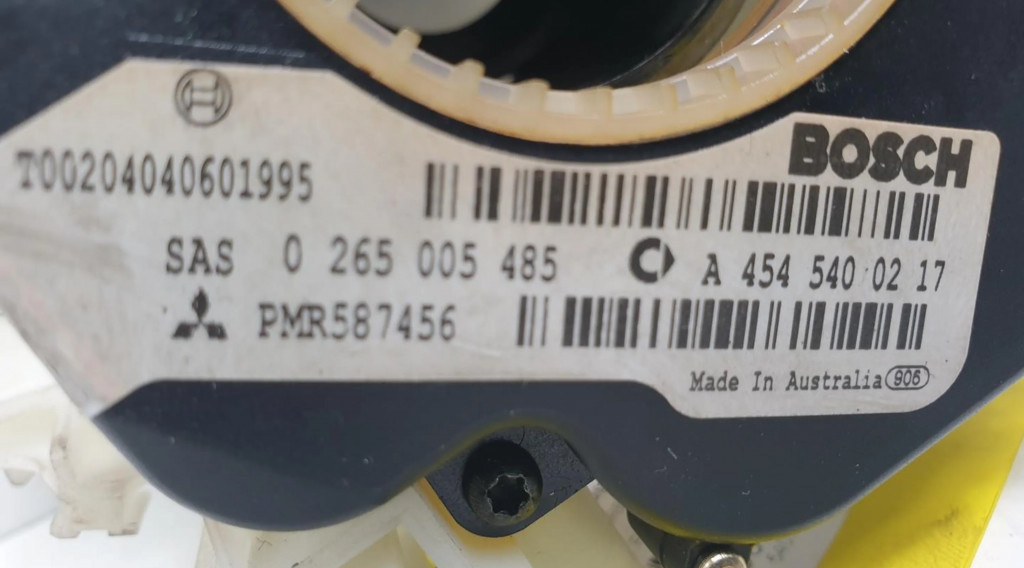 BOSCH
T00204040601995
SAS 0 265 005 485 A 454 540 02 17
PMR587456
Made In Australia 906